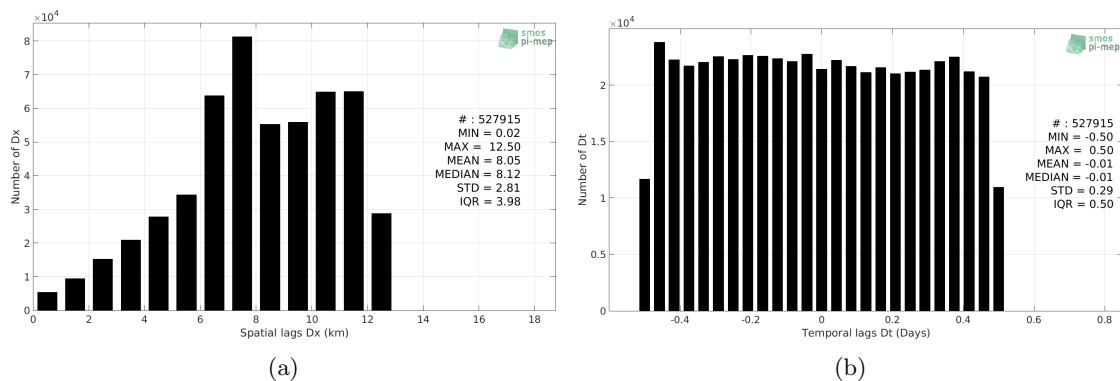 ×10⁴
8
7
6
5
4
3
2
1
0
Number of Dx
0 2 4 6 8 10 12 14 16 18
Spatial lags Dx (km)
smos
pi-mep
# : 527915
MIN = 0.02
MAX = 12.50
MEAN = 8.05
MEDIAN = 8.12
STD = 2.81
IQR = 3.98
(a)
×10⁴
2
1.5
1
0.5
0
Number of Dt
-0.4 -0.2 0 0.2 0.4 0.6 0.8
Temporal lags Dt (Days)
smos
pi-mep
# : 527915
MIN = -0.50
MAX = 0.50
MEAN = -0.01
MEDIAN = -0.01
STD = 0.29
IQR = 0.50
(b)